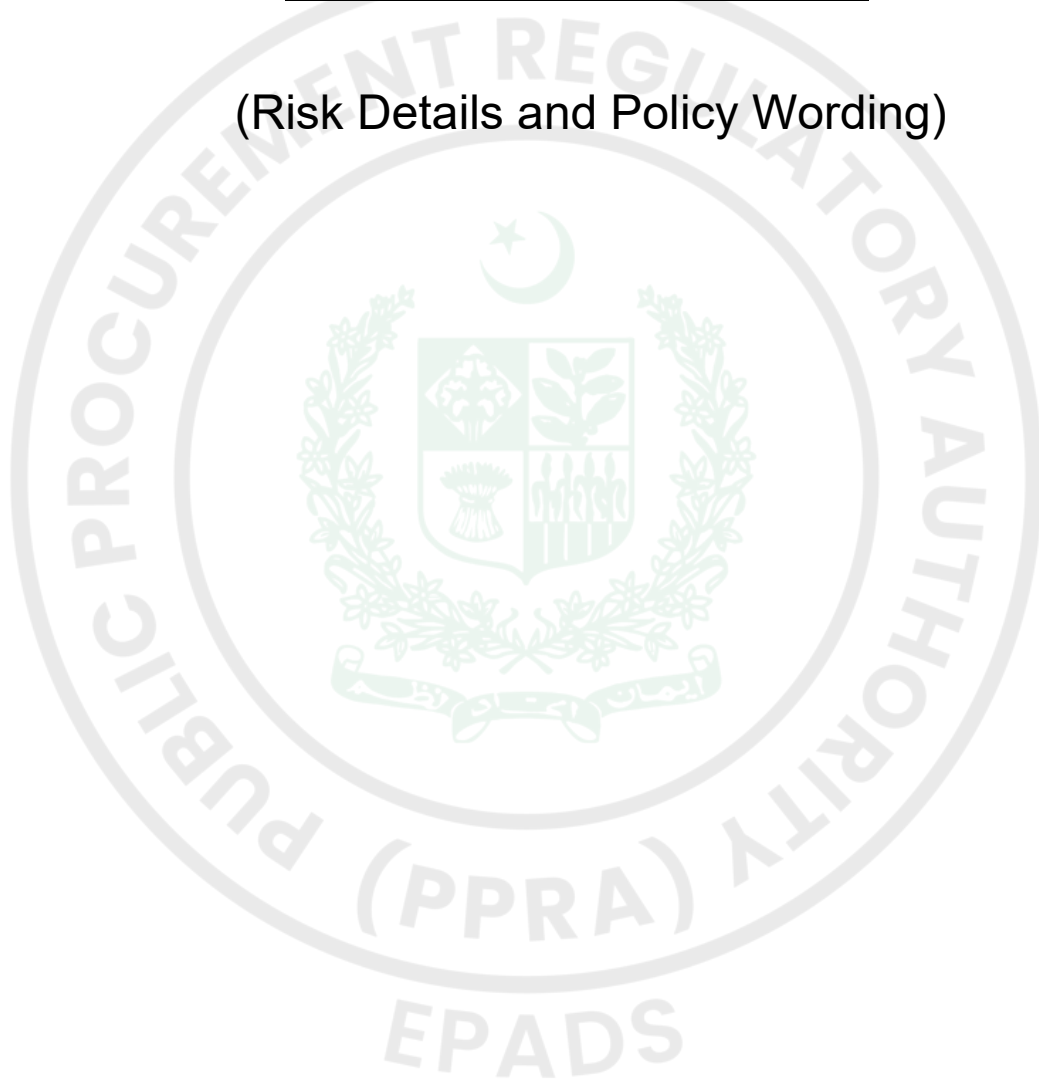 (Risk Details and Policy Wording)
PUBLIC PROCUREMENT REGULATORY AUTHORITY
(PPRA)
EPADS